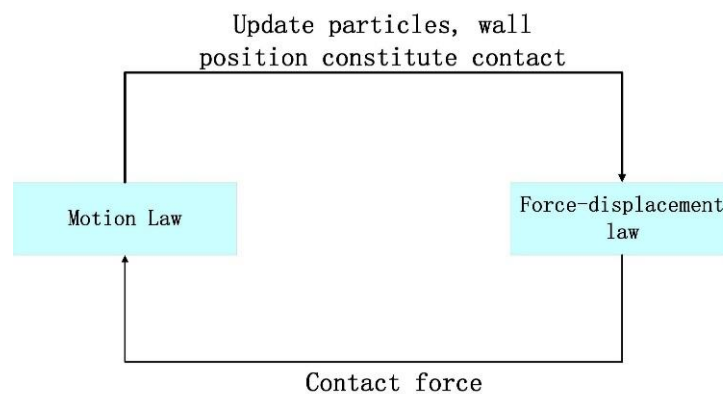 Update particles, wall
position constitute contact
Motion Law
Force-displacement
law
Contact force